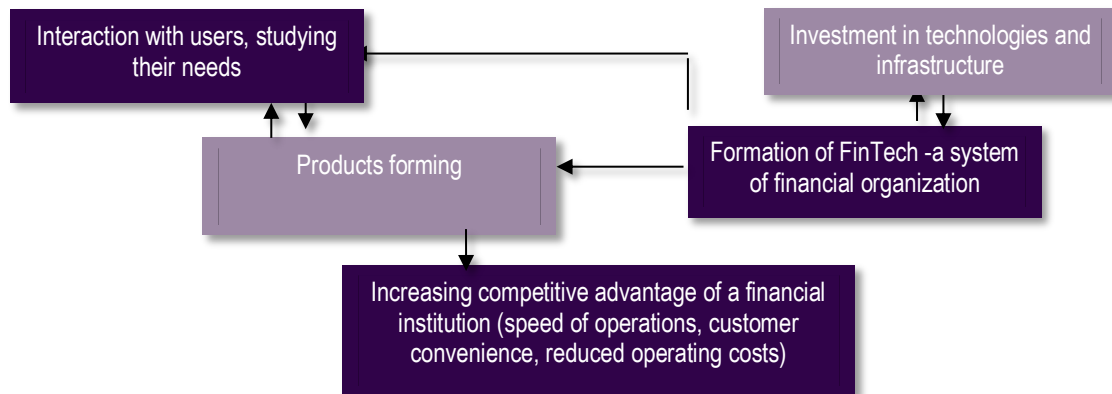 Interaction with users, studying
their needs
Investment in technologies and
infrastructure
Products forming
Formation of FinTech -a system
of financial organization
Increasing competitive advantage of a financial
institution (speed of operations, customer
convenience, reduced operating costs)